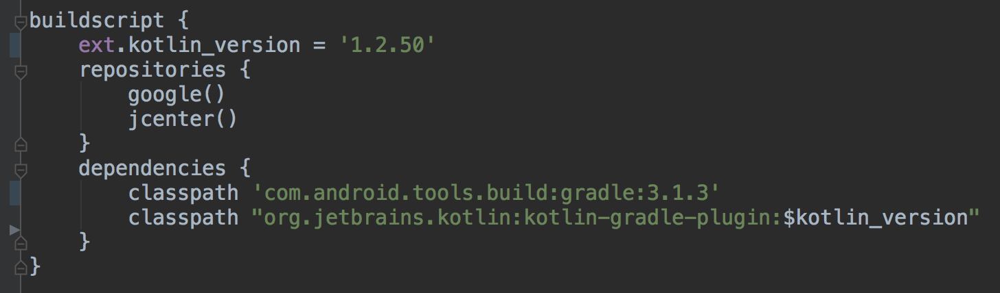 buildscript {
    ext.kotlin_version = '1.2.50'
    repositories {
        google()
        jcenter()
    }
    dependencies {
        classpath 'com.android.tools.build:gradle:3.1.3'
        classpath "org.jetbrains.kotlin:kotlin-gradle-plugin:$kotlin_version"
    }
}